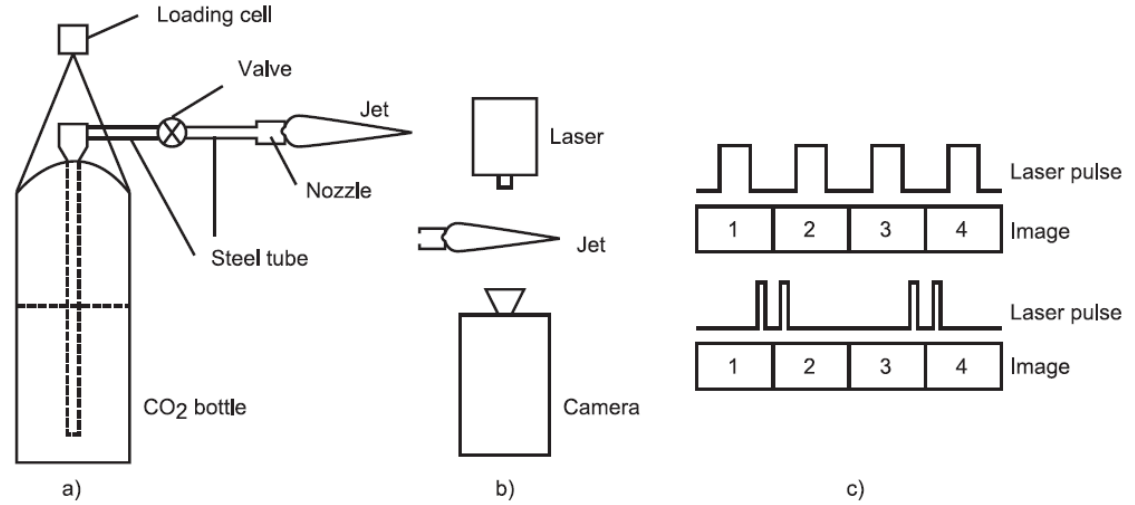 Loading cell
Valve
Jet
Nozzle
Steel tube
CO2 bottle
a)
Laser
Jet
Camera
b)
Laser pulse
1 2 3 4 Image
Laser pulse
1 2 3 4 Image
c)